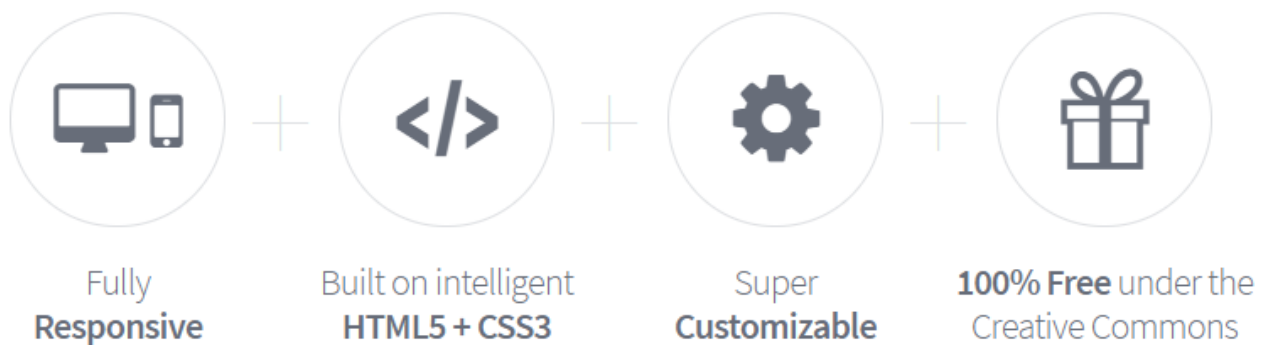 Fully
Responsive
Built on intelligent
HTML5 + CSS3
Super
Customizable
100% Free under the
Creative Commons